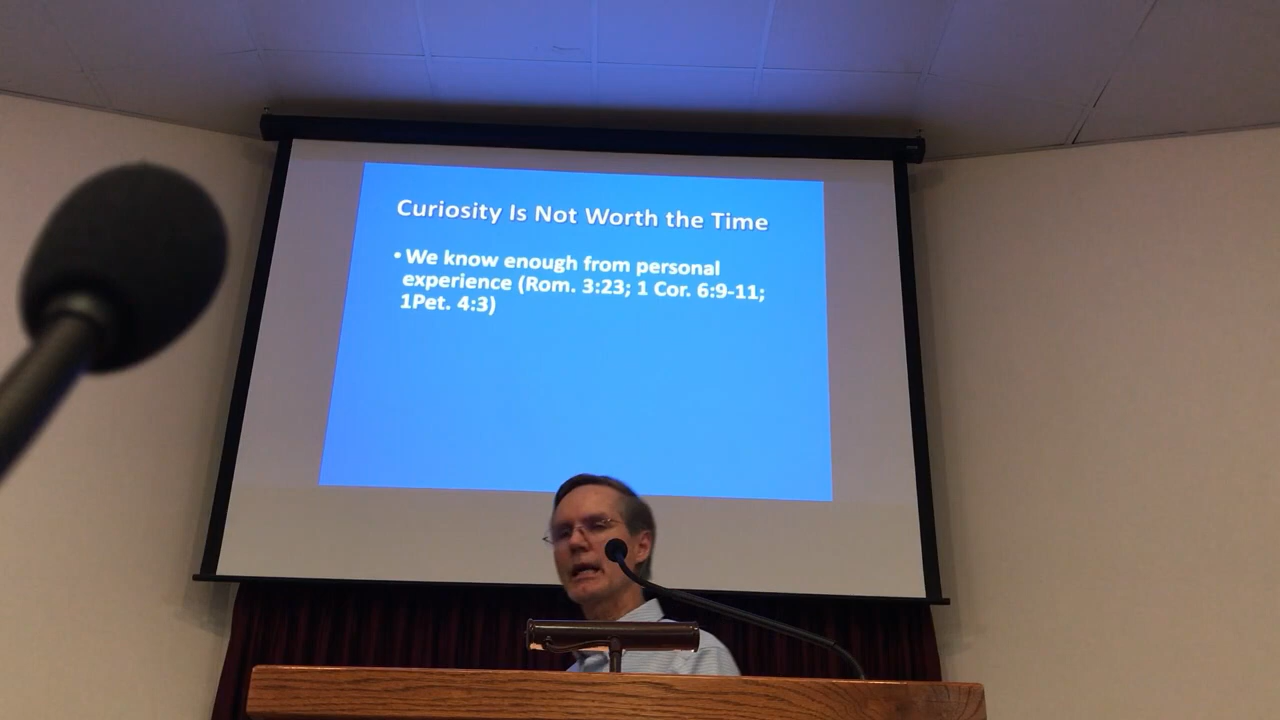 Curiosity Is Not Worth the Time
• We know enough from personal
experience (Rom. 3:23; 1 Cor. 6:9-11;
1Pet. 4:3)